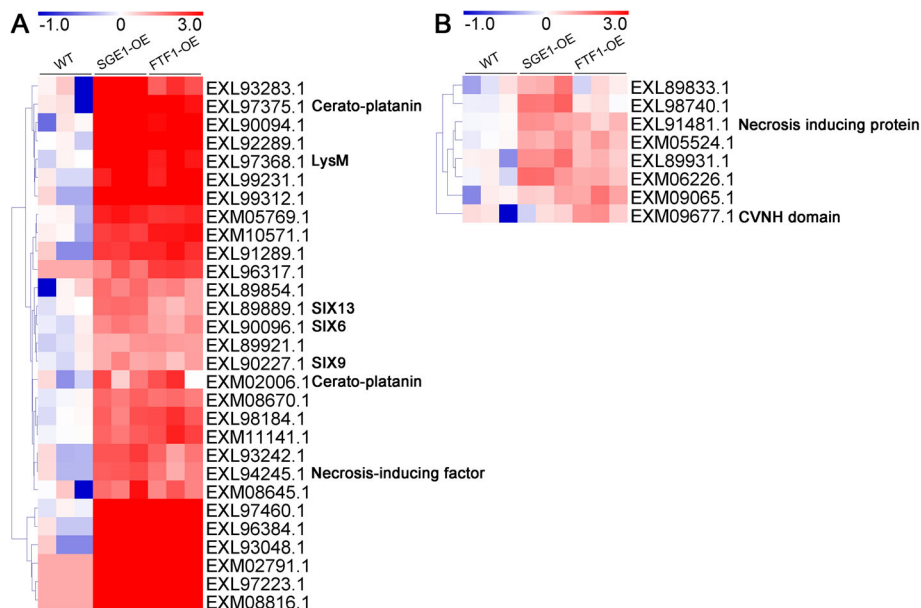 A
-1.0 0 3.0
WT SGE1-OE FTF1-OE
EXL93283.1
EXL97375.1 Cerato-platanin
EXL90094.1
EXL92289.1
EXL97368.1 LysM
EXL99231.1
EXL99312.1
EXM05769.1
EXM10571.1
EXL91289.1
EXL96317.1
EXL89854.1
EXL89889.1 SIX13
EXL90096.1 SIX6
EXL89921.1
EXL90227.1 SIX9
EXM02006.1 Cerato-platanin
EXM08670.1
EXL98184.1
EXM11141.1
EXL93242.1
EXL94245.1 Necrosis-inducing factor
EXM08645.1
EXL97460.1
EXL96384.1
EXL93048.1
EXM02791.1
EXL97223.1
EXM08816.1
B
-1.0 0 3.0
WT SGE1-OE FTF1-OE
EXL89833.1
EXL98740.1
EXL91481.1 Necrosis inducing protein
EXM05524.1
EXL89931.1
EXM06226.1
EXM09065.1
EXM09677.1 CVNH domain